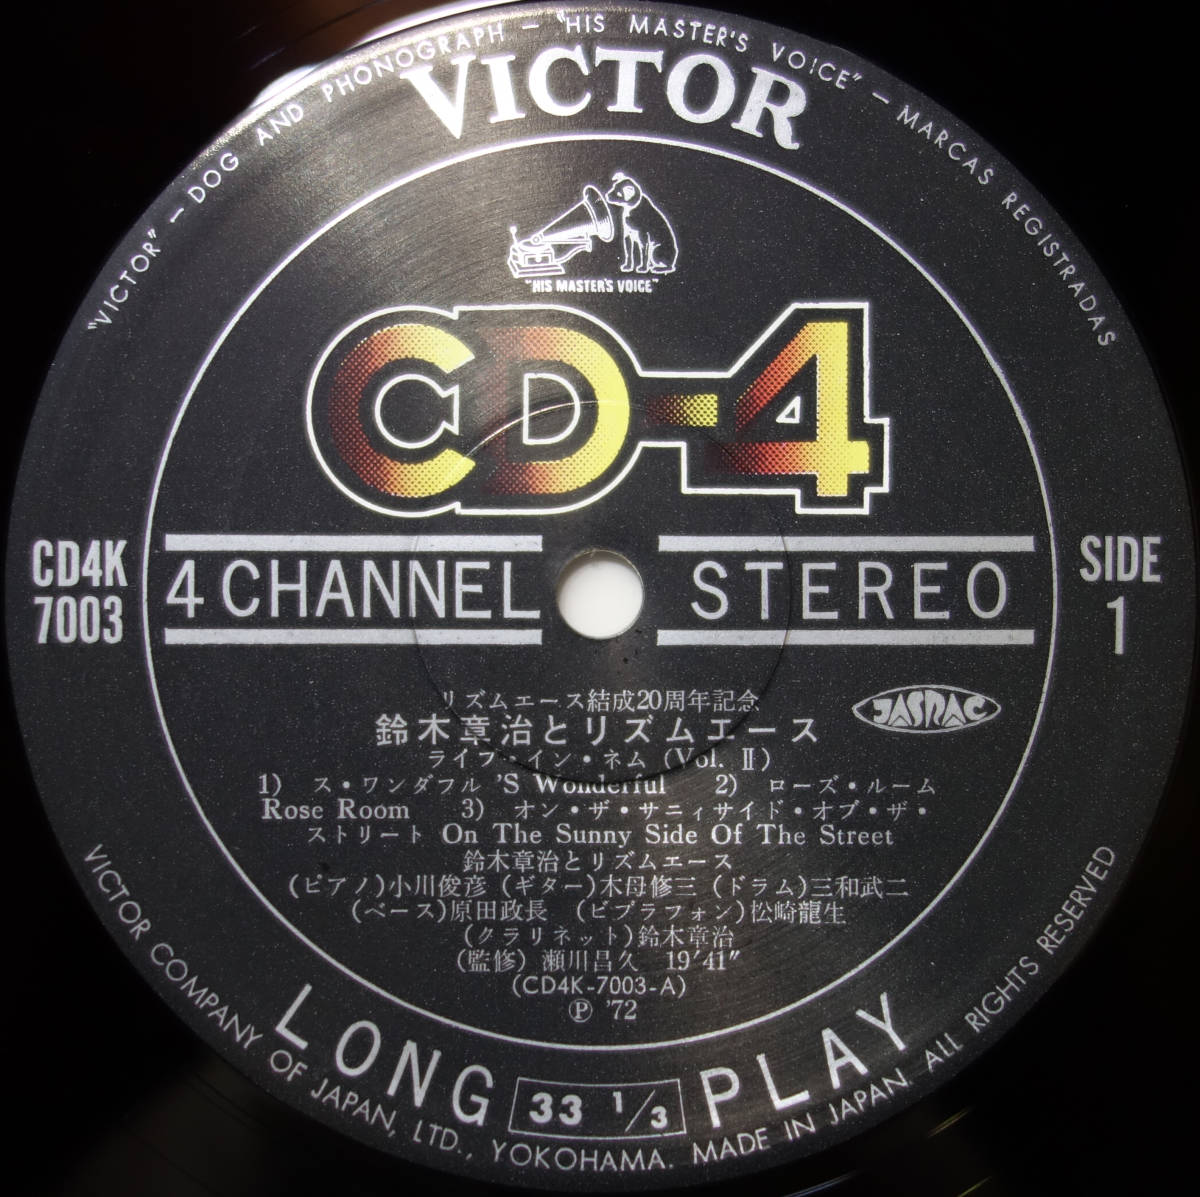 "VICTOR" – DOG AND PHONOGRAPH – "HIS MASTER'S VOICE" – MARCAS REGISTRADAS
VICTOR
"HIS MASTER'S VOICE"
CD-4
CD4K
7003
4 CHANNEL STEREO
SIDE
1
リズムエース結成20周年記念
JASRAC
鈴木章治とリズムエース
ライブ・イン・ネム (Vol. Ⅱ)
1) ス・ワンダフル 'S Wonderful 2) ローズ・ルーム
Rose Room 3) オン・ザ・サニィサイド・オブ・ザ・
ストリート On The Sunny Side Of The Street
鈴木章治とリズムエース
(ピアノ)小川俊彦 (ギター)木母修三 (ドラム)三和武二
(ベース)原田政長 (ビブラフォン)松崎龍生
(クラリネット)鈴木章治
(監修) 瀬川昌久 19'41"
(CD4K-7003-A)
Ⓟ '72
LONG 33 1/3 PLAY
VICTOR COMPANY OF JAPAN, LTD., YOKOHAMA. MADE IN JAPAN. ALL RIGHTS RESERVED